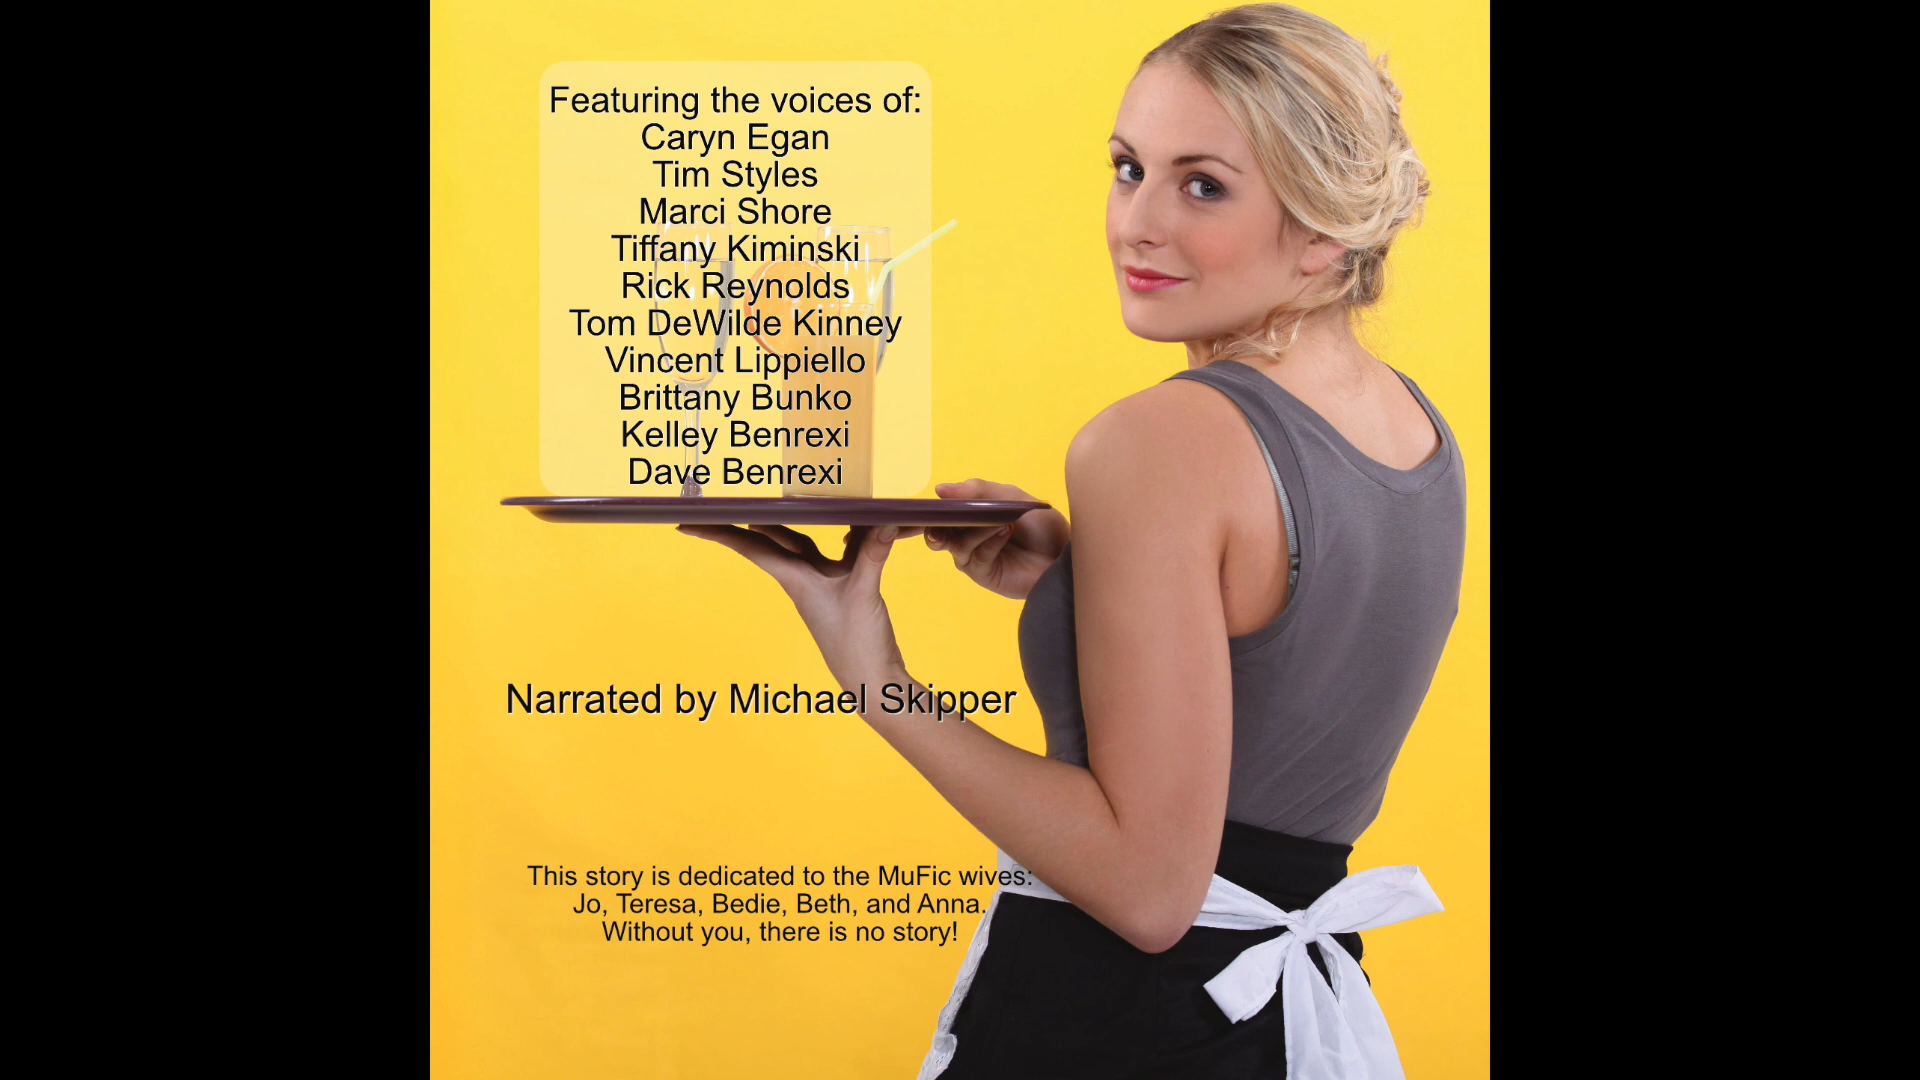 Featuring the voices of:
Caryn Egan
Tim Styles
Marci Shore
Tiffany Kiminski
Rick Reynolds
Tom DeWilde Kinney
Vincent Lippiello
Brittany Bunko
Kelley Benrexi
Dave Benrexi
Narrated by Michael Skipper
This story is dedicated to the MuFic wives:
Jo, Teresa, Bedie, Beth, and Anna.
Without you, there is no story!